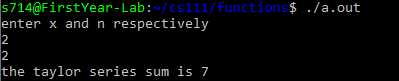 s714@FirstYear-Lab:~/cs111/functions$ ./a.out
enter x and n respectively
2
2
the taylor series sum is 7